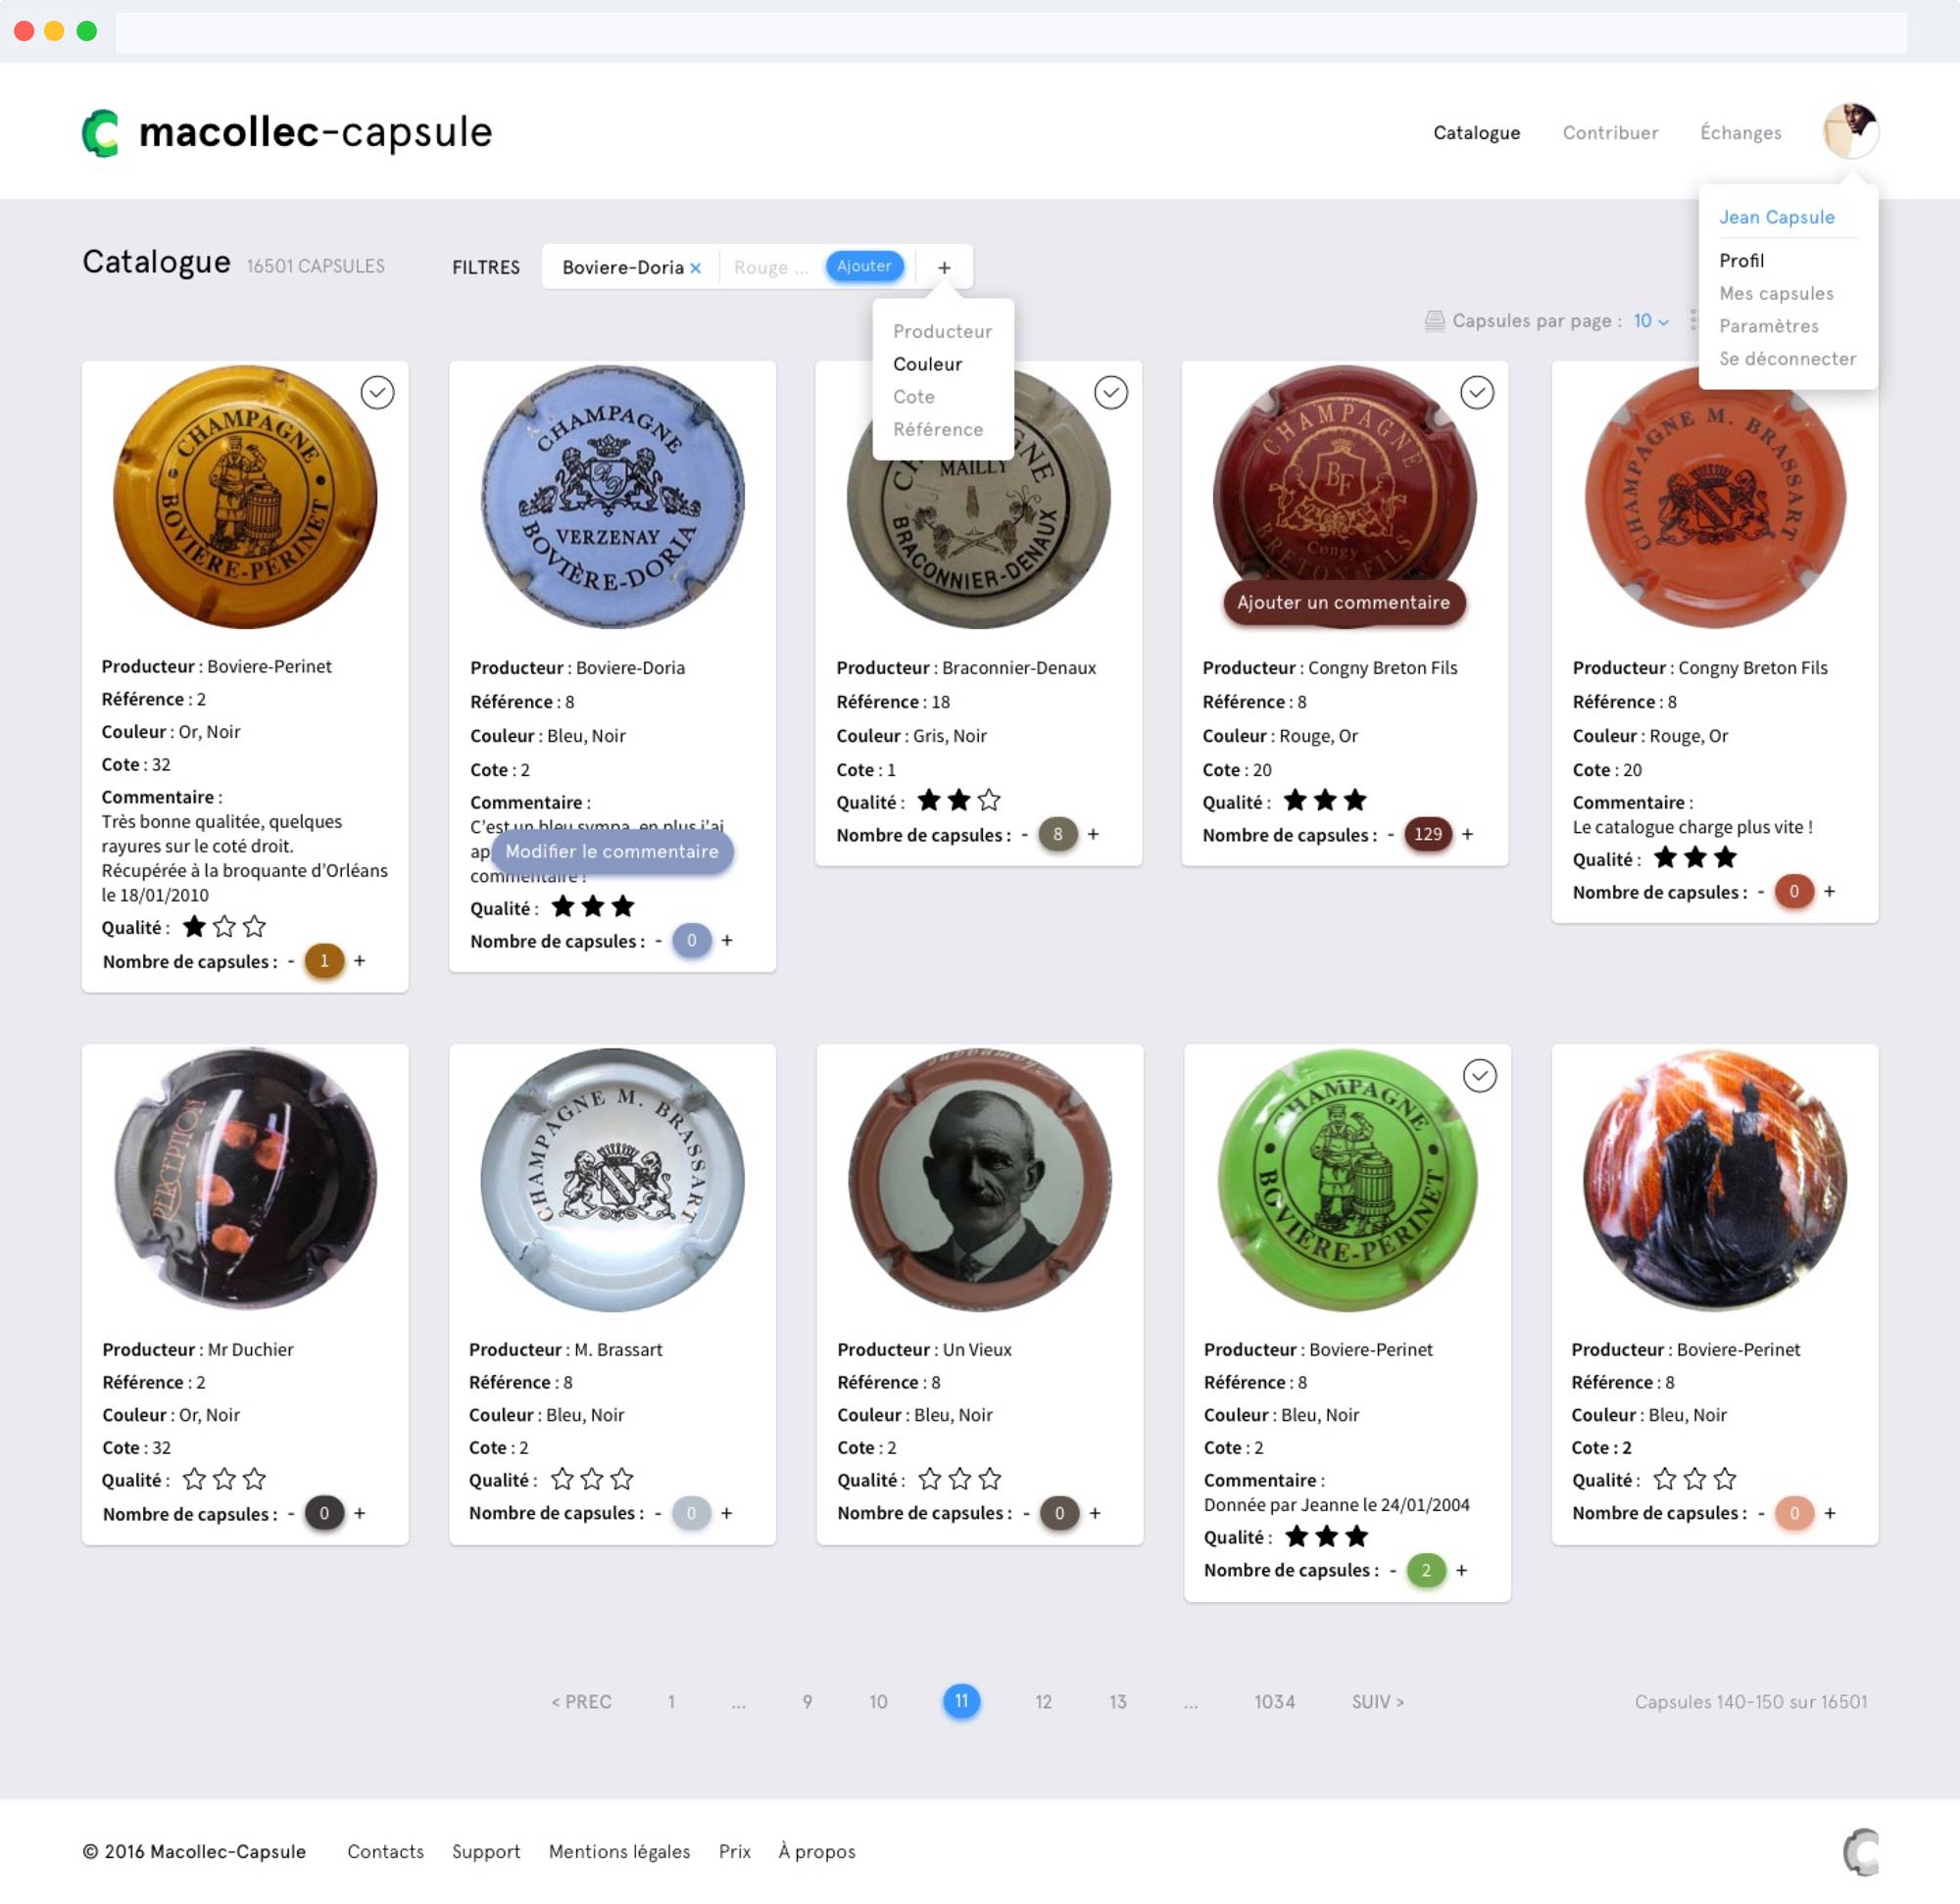 macollec-capsule
Catalogue Contribuer Échanges
Jean Capsule
Profil
Mes capsules
Paramètres
Se déconnecter
Catalogue 16501 CAPSULES
FILTRES Boviere-Doria × Rouge ... Ajouter +
Producteur
Couleur
Cote
Référence
Capsules par page : 10
CHAMPAGNE
BOVIÈRE-PERINET
Producteur : Boviere-Perinet
Référence : 2
Couleur : Or, Noir
Cote : 32
Commentaire :
Très bonne qualitée, quelques
rayures sur le coté droit.
Récupérée à la broquante d'Orléans
le 18/01/2010
Qualité :
Nombre de capsules : - 1 +
CHAMPAGNE
VERZENAY
BOVIÈRE-DORIA
Producteur : Boviere-Doria
Référence : 8
Couleur : Bleu, Noir
Cote : 2
Commentaire :
C'est un bleu sympa, en plus j'ai
Modifier le commentaire
commentaire !
Qualité :
Nombre de capsules : - 0 +
MAILLY
BRACONNIER-DENAUX
Producteur : Braconnier-Denaux
Référence : 18
Couleur : Gris, Noir
Cote : 1
Qualité :
Nombre de capsules : - 8 +
CHAMPAGNE
BF
Congy
BRETON FILS
Ajouter un commentaire
Producteur : Congny Breton Fils
Référence : 8
Couleur : Rouge, Or
Cote : 20
Qualité :
Nombre de capsules : - 129 +
CHAMPAGNE M. BRASSART
Producteur : Congny Breton Fils
Référence : 8
Couleur : Rouge, Or
Cote : 20
Commentaire :
Le catalogue charge plus vite !
Qualité :
Nombre de capsules : - 0 +
PERCEPTION
Producteur : Mr Duchier
Référence : 2
Couleur : Or, Noir
Cote : 32
Qualité :
Nombre de capsules : - 0 +
CHAMPAGNE M. BRASSART
Producteur : M. Brassart
Référence : 8
Couleur : Bleu, Noir
Cote : 2
Qualité :
Nombre de capsules : - 0 +
Producteur : Un Vieux
Référence : 8
Couleur : Bleu, Noir
Cote : 2
Qualité :
Nombre de capsules : - 0 +
CHAMPAGNE
BOVIÈRE-PERINET
Producteur : Boviere-Perinet
Référence : 8
Couleur : Bleu, Noir
Cote : 2
Commentaire :
Donnée par Jeanne le 24/01/2004
Qualité :
Nombre de capsules : - 2 +
Producteur : Boviere-Perinet
Référence : 8
Couleur : Bleu, Noir
Cote : 2
Qualité :
Nombre de capsules : - 0 +
< PREC 1 ... 9 10 11 12 13 ... 1034 SUIV >
Capsules 140-150 sur 16501
© 2016 Macollec-Capsule Contacts Support Mentions légales Prix À propos